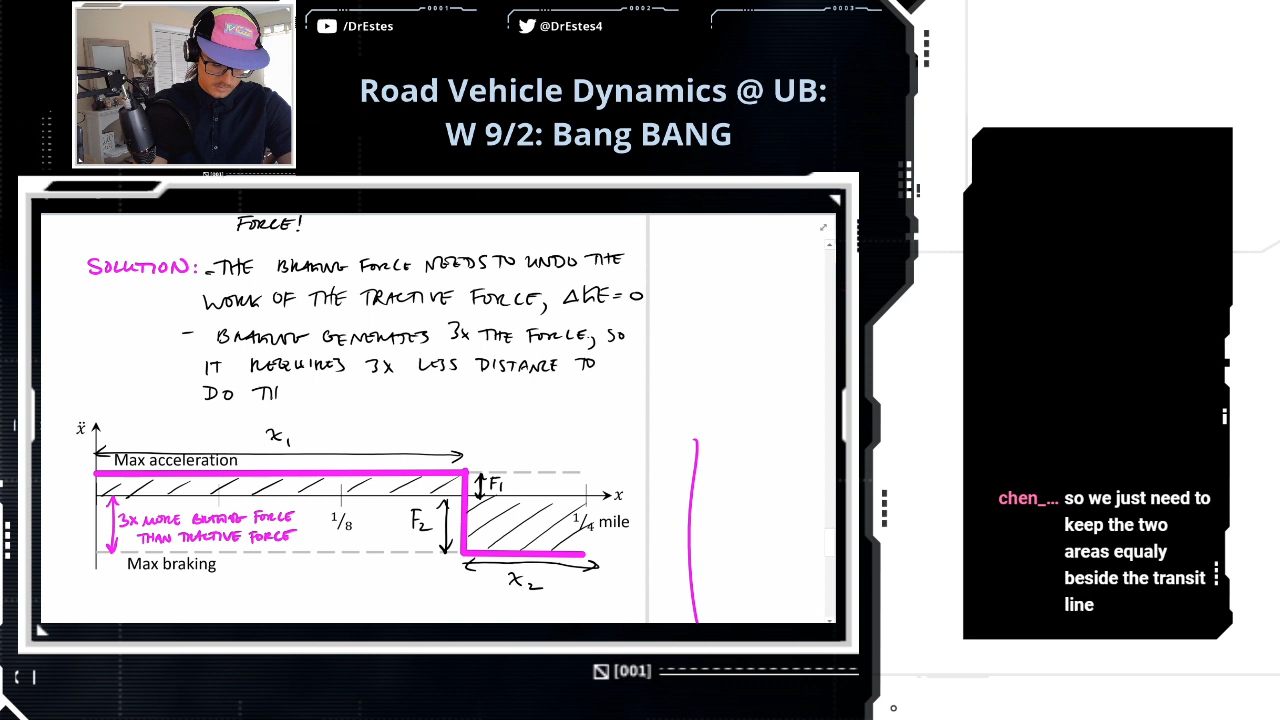 0001
0002
0003
/DrEstes
@DrEstes4
Road Vehicle Dynamics @ UB:
W 9/2: Bang BANG
[001]
FORCE!
SOLUTION: - THE BRAKING FORCE NEEDS TO UNDO THE
WORK OF THE TRACTIVE FORCE, ΔKE = 0
- BRAKING GENERATES 3x THE FORCE, SO
IT REQUIRES 3x LESS DISTANCE TO
DO TH
ẍ
x₁
Max acceleration
F₁
x
3x MORE BRAKING FORCE
THAN TRACTIVE FORCE
1/8
F₂
1/4 mile
Max braking
x₂
[001]
chen_... so we just need to
keep the two
areas equaly
beside the transit
line